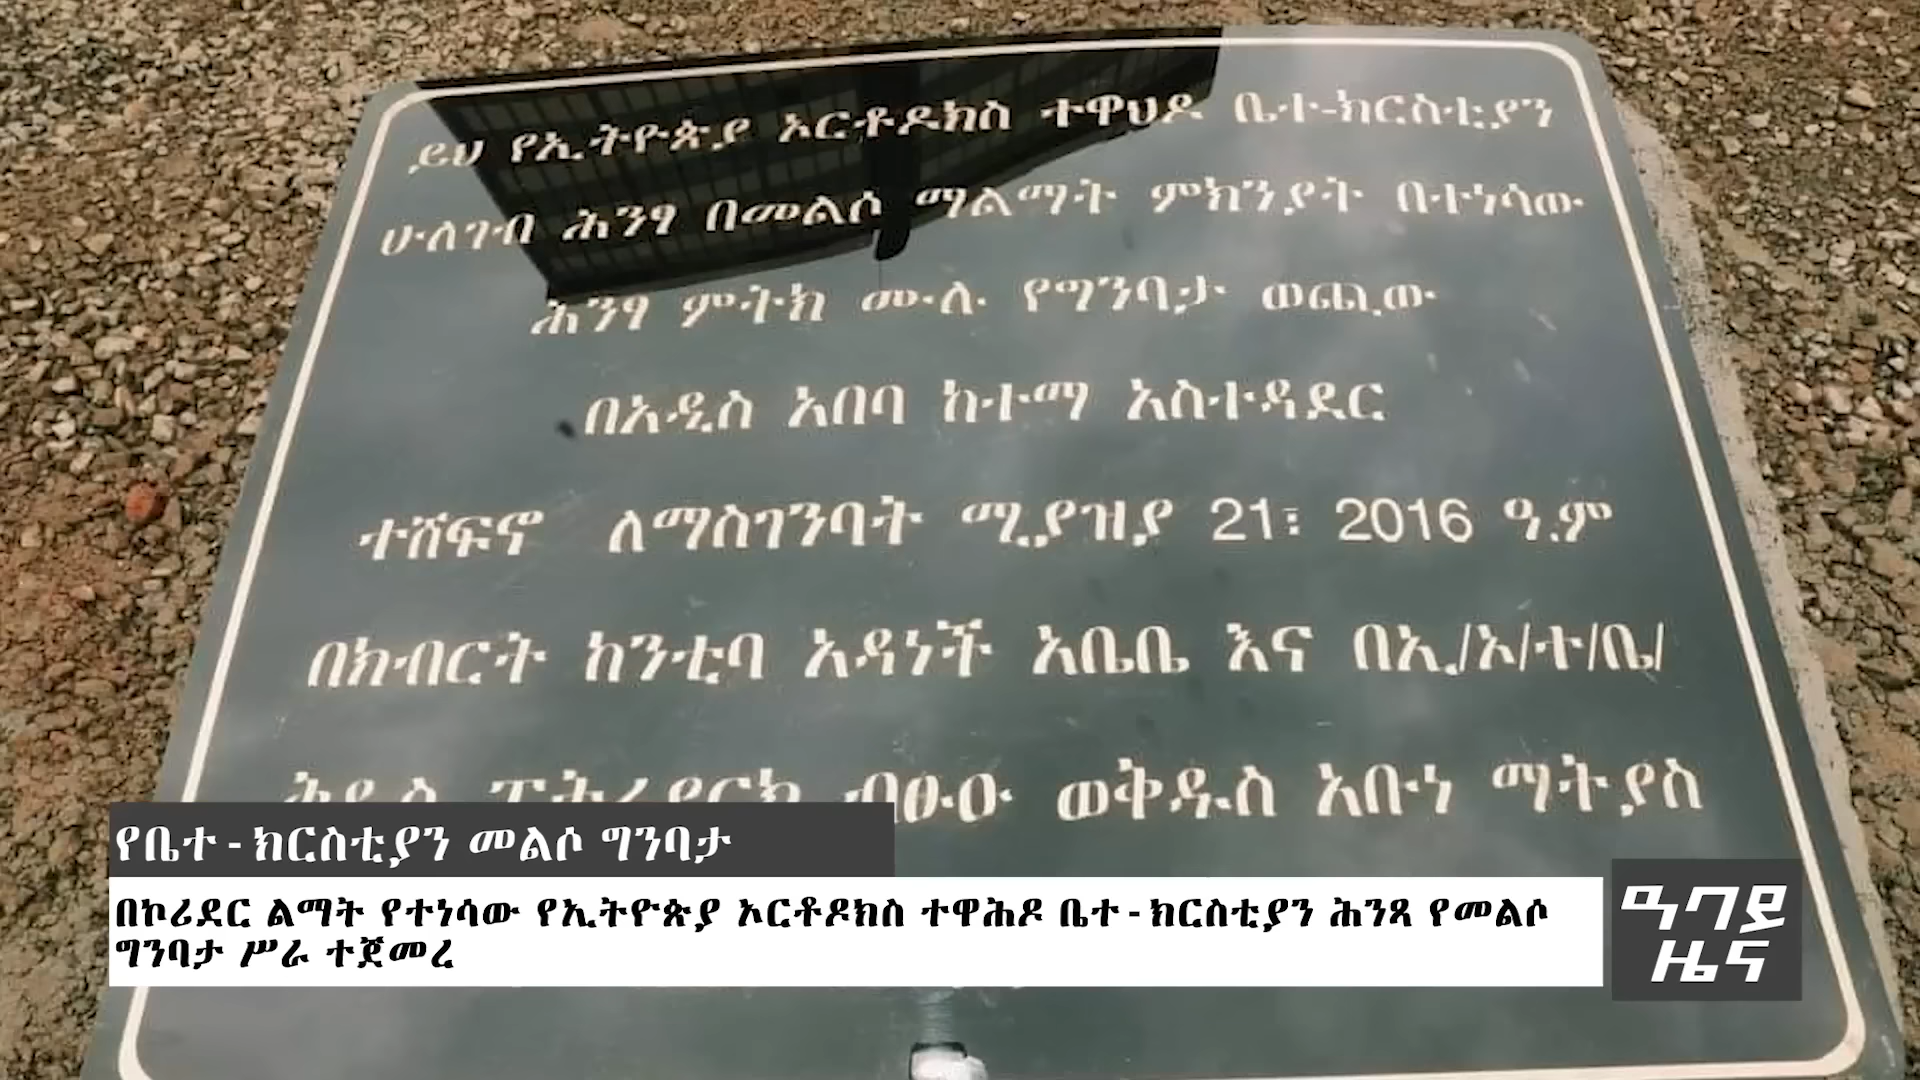 ይህ የኢትዮጵያ ኦርቶዶክስ ተዋህዶ ቤተ-ክርስቲያን
ሁለገብ ሕንፃ በመልሶ ማልማት ምክንያት በተነሳው
ሕንፃ ምትክ ሙሉ የግንባታ ወጪው
በአዲስ አበባ ከተማ አስተዳደር
ተሸፍኖ ለማስገንባት ሚያዝያ 21፣ 2016 ዓ.ም
በክብርት ከንቲባ አዳነች አቤቤ እና በኢ/ኦ/ተ/ቤ/
ብፁዑ ወቅዱስ አቡነ ማትያስ
የቤተ-ክርስቲያን መልሶ ግንባታ
በኮሪደር ልማት የተነሳው የኢትዮጵያ ኦርቶዶክስ ተዋሕዶ ቤተ-ክርስቲያን ሕንጻ የመልሶ
ግንባታ ሥራ ተጀመረ
ዓባይ
ዜና